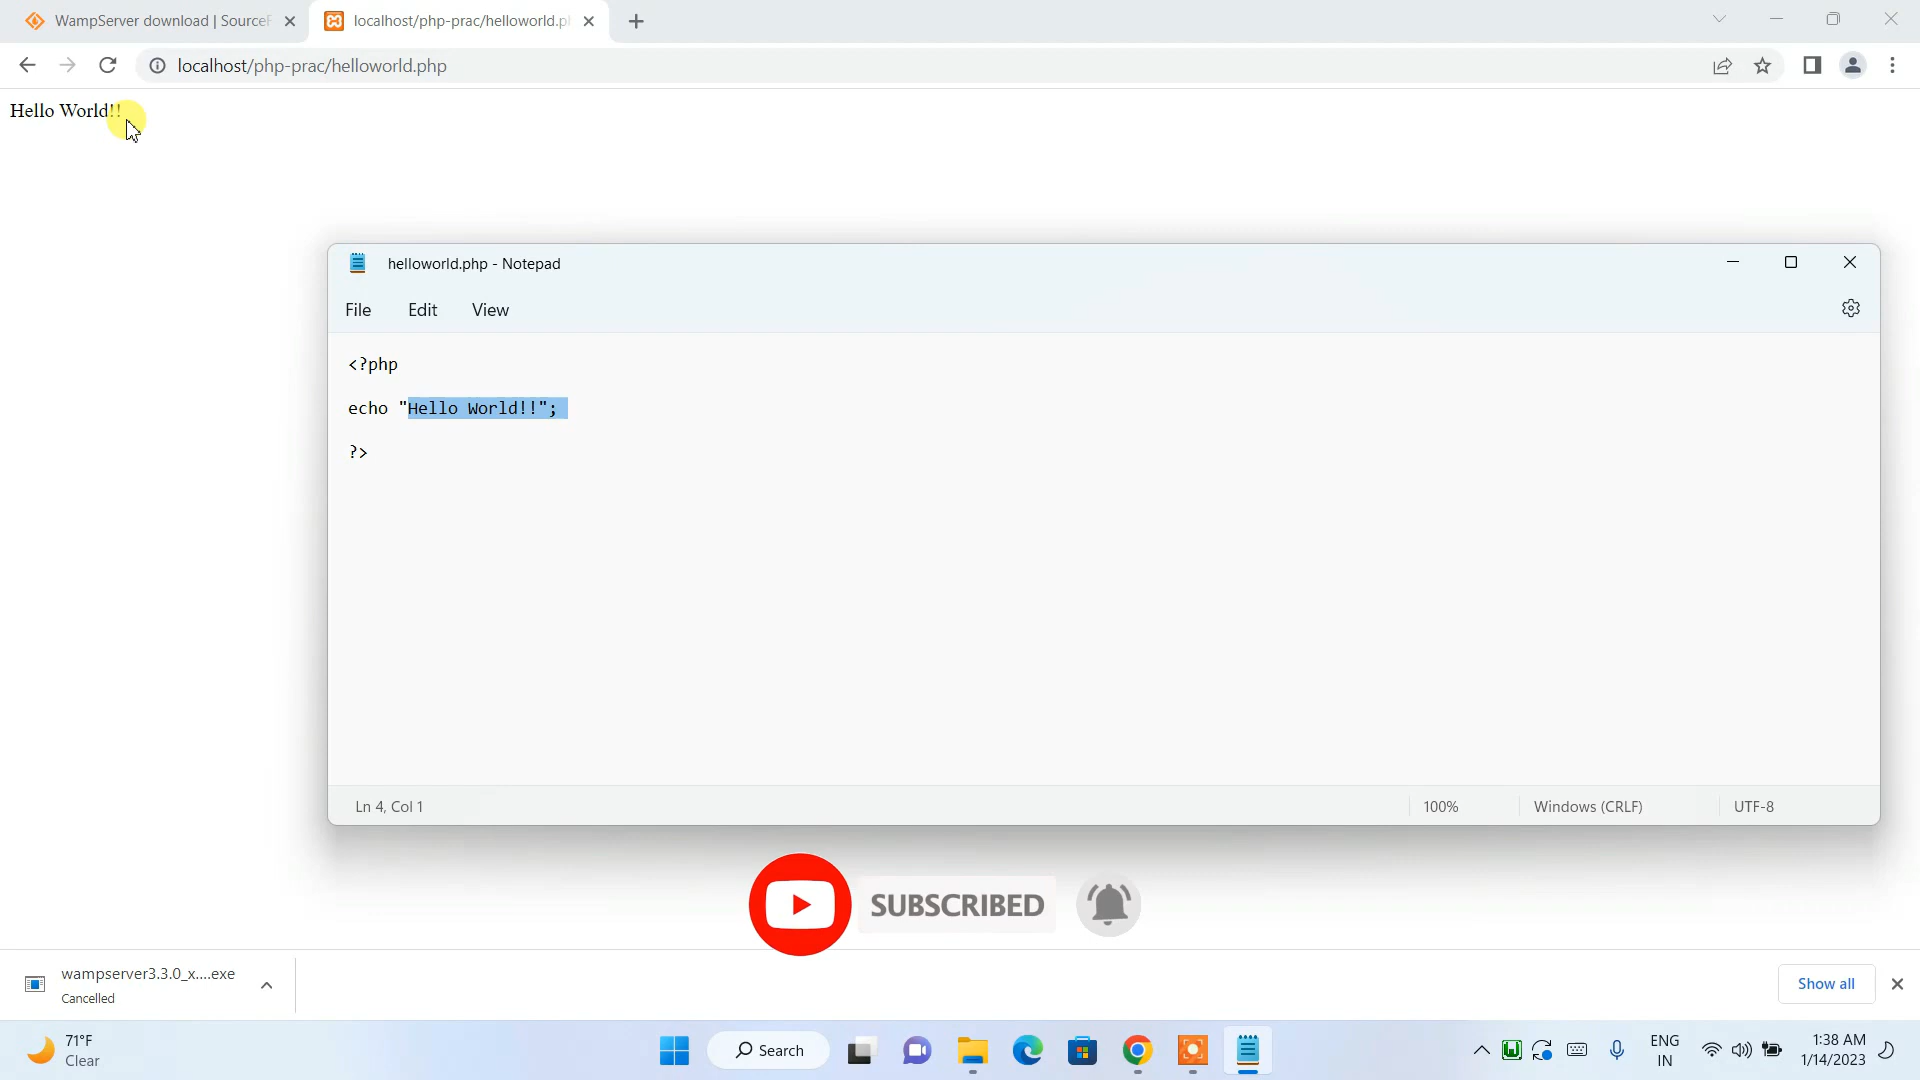 WampServer download | SourceF
localhost/php-prac/helloworld.p
localhost/php-prac/helloworld.php
Hello World!!
helloworld.php - Notepad
File Edit View
<?php
echo "Hello World!!";
?>
Ln 4, Col 1
100%
Windows (CRLF)
UTF-8
SUBSCRIBED
wampserver3.3.0_x....exe
Cancelled
Show all
71°F
Clear
Search
ENG
IN
1:38 AM
1/14/2023